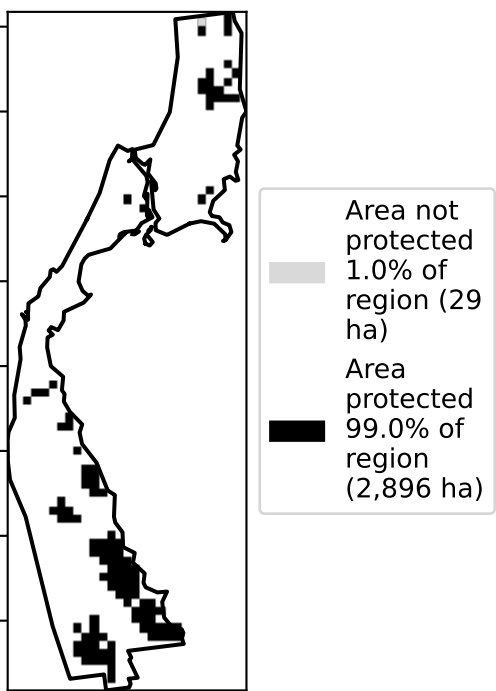 Area not
protected
1.0% of
region (29
ha)
Area
protected
99.0% of
region
(2,896 ha)